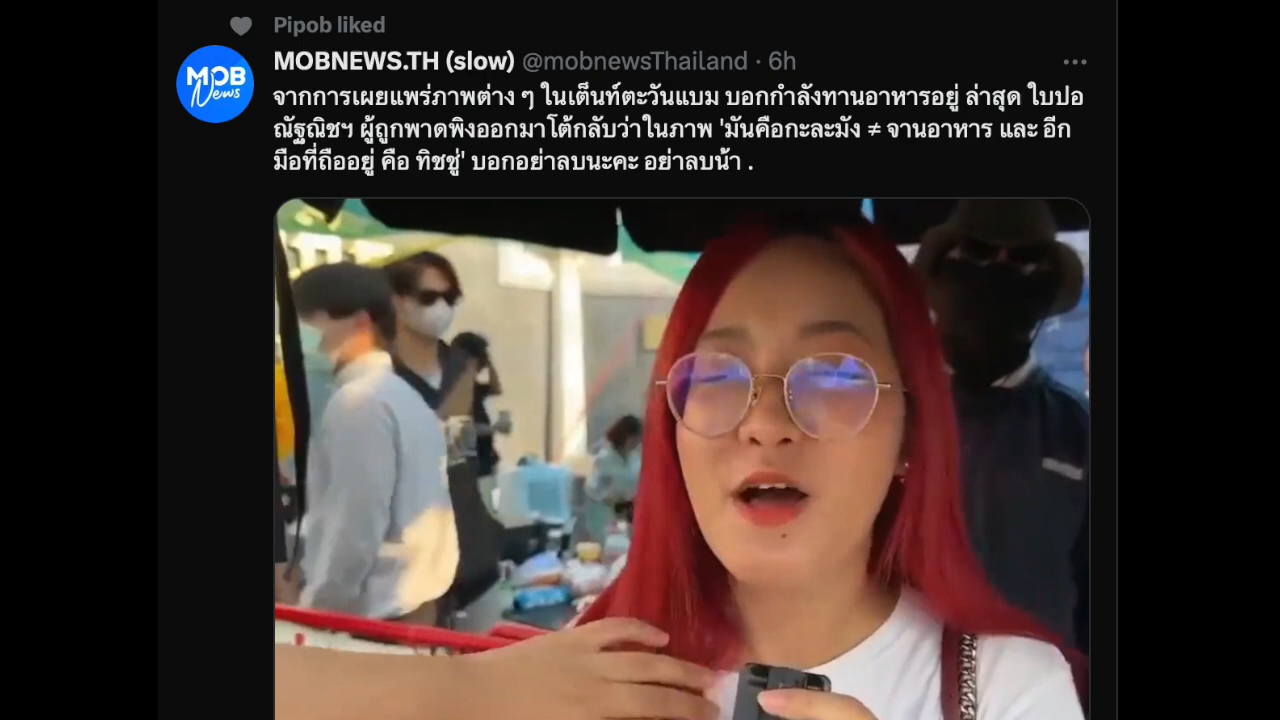 Pipob liked
MOBNEWS.TH (slow) @mobnewsThailand · 6h
MOB
News
จากการเผยแพร่ภาพต่าง ๆ ในเต็นท์ตะวันแบม บอกกำลังทานอาหารอยู่ ล่าสุด ใบปอ
ณัฐณิชฯ ผู้ถูกพาดพิงออกมาโต้กลับว่าในภาพ 'มันคือกะละมัง ≠ จานอาหาร และ อีก
มือที่ถืออยู่ คือ ทิชชู่' บอกอย่าลบนะคะ อย่าลบน้า .